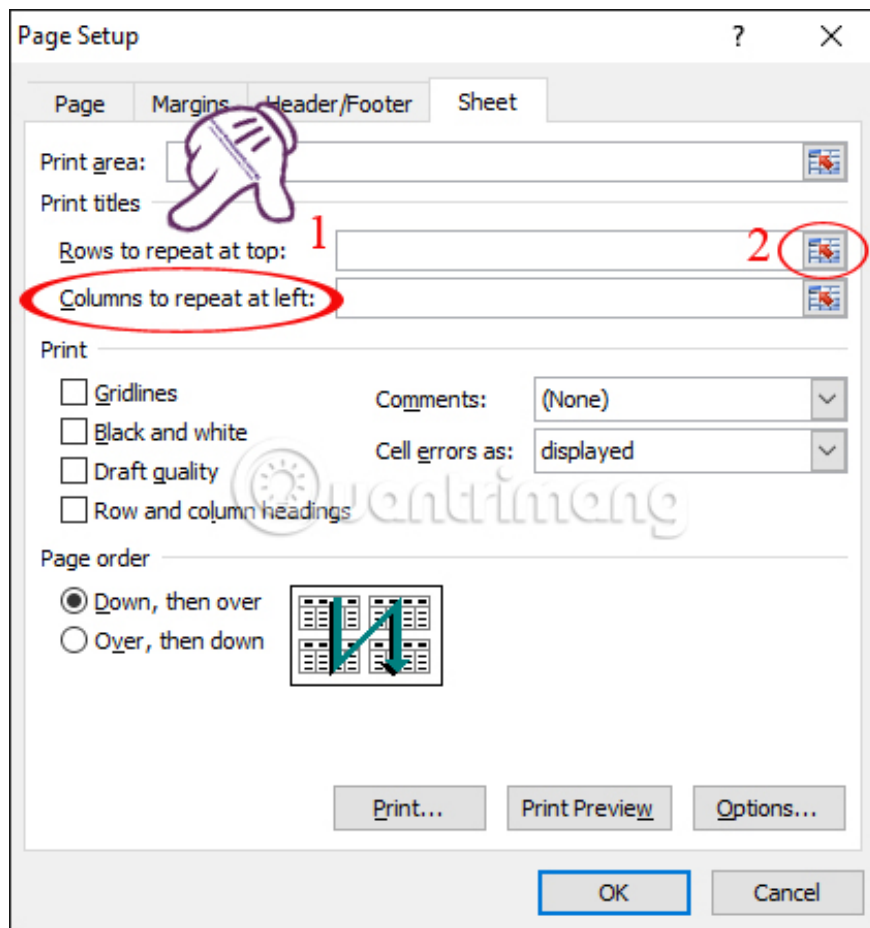 Page Setup ?
Page Margins Header/Footer Sheet
Print area:
Print titles
Rows to repeat at top: 1 2
Columns to repeat at left:
Print
Gridlines Comments: (None)
Black and white
Cell errors as: displayed
Draft quality
Row and column headings
uantrimang
Page order
Down, then over
Over, then down
Print... Print Preview Options...
OK Cancel